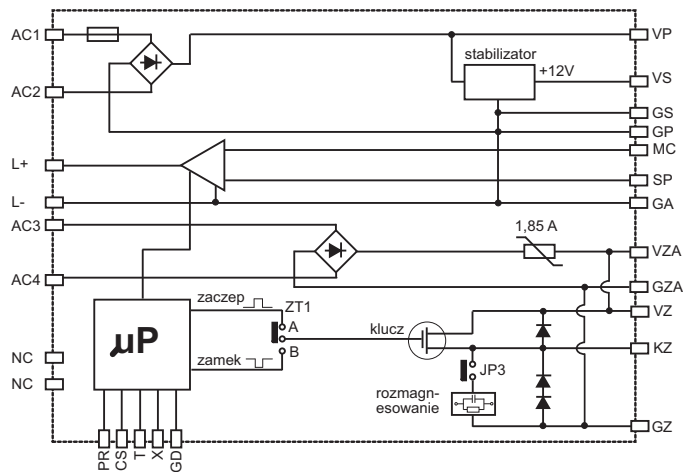 AC1
VP
stabilizator
+12V
VS
AC2
GS
GP
MC
L+
SP
L-
GA
AC3
1,85 A
VZA
AC4
GZA
zaczep
ZT1
A
VZ
µP
klucz
zamek
B
KZ
NC
NC
JP3
rozmagn-
esowanie
GZ
PR
CS
T
X
GD